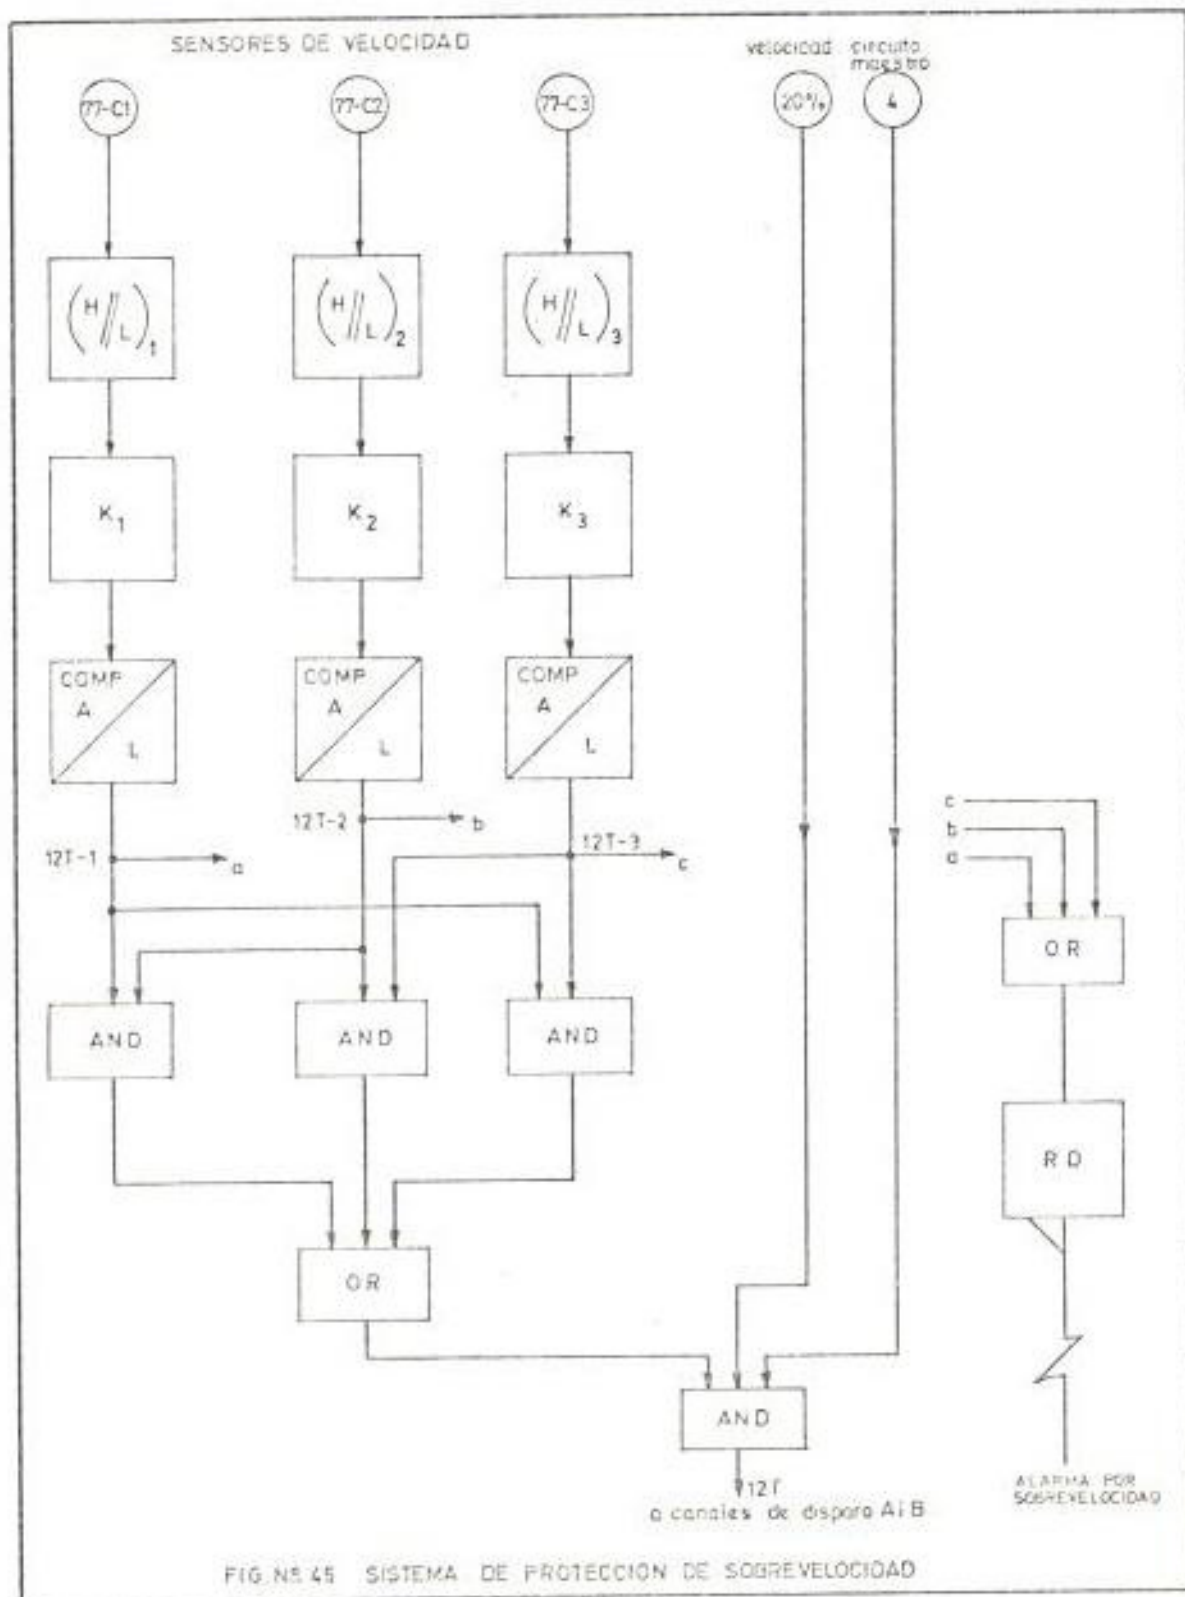 SENSORES DE VELOCIDAD
velocidad
circuito
maestro
77-C1
77-C2
77-C3
20%
4
(H//L)1
(H//L)2
(H//L)3
K1
K2
K3
COMP
A
L
COMP
A
L
COMP
A
L
12T-1
a
12T-2
b
12T-3
c
c
b
a
OR
AND
AND
AND
RD
OR
AND
12T
a canales de disparo A i B
ALARMA POR
SOBREVELOCIDAD
FIG. Nº 45 SISTEMA DE PROTECCION DE SOBREVELOCIDAD